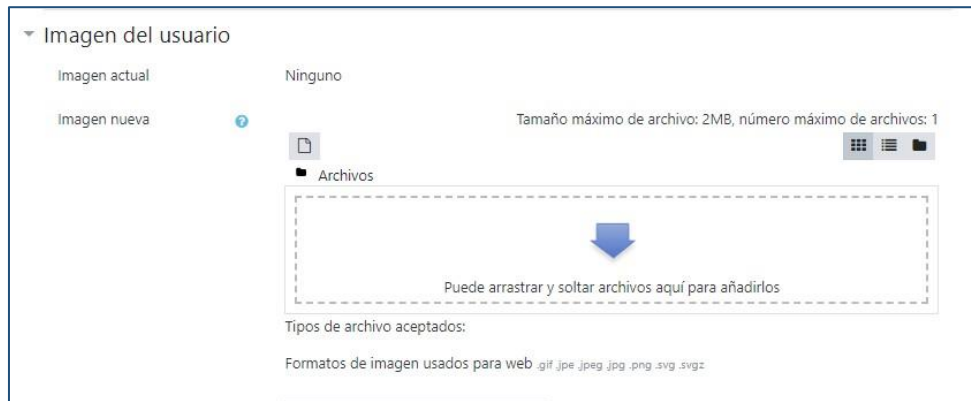 Imagen del usuario
Imagen actual
Ninguno
Imagen nueva
Tamaño máximo de archivo: 2MB, número máximo de archivos: 1
Archivos
Puede arrastrar y soltar archivos aquí para añadirlos
Tipos de archivo aceptados:
Formatos de imagen usados para web .gif .jpe .jpeg .jpg .png .svg .svgz